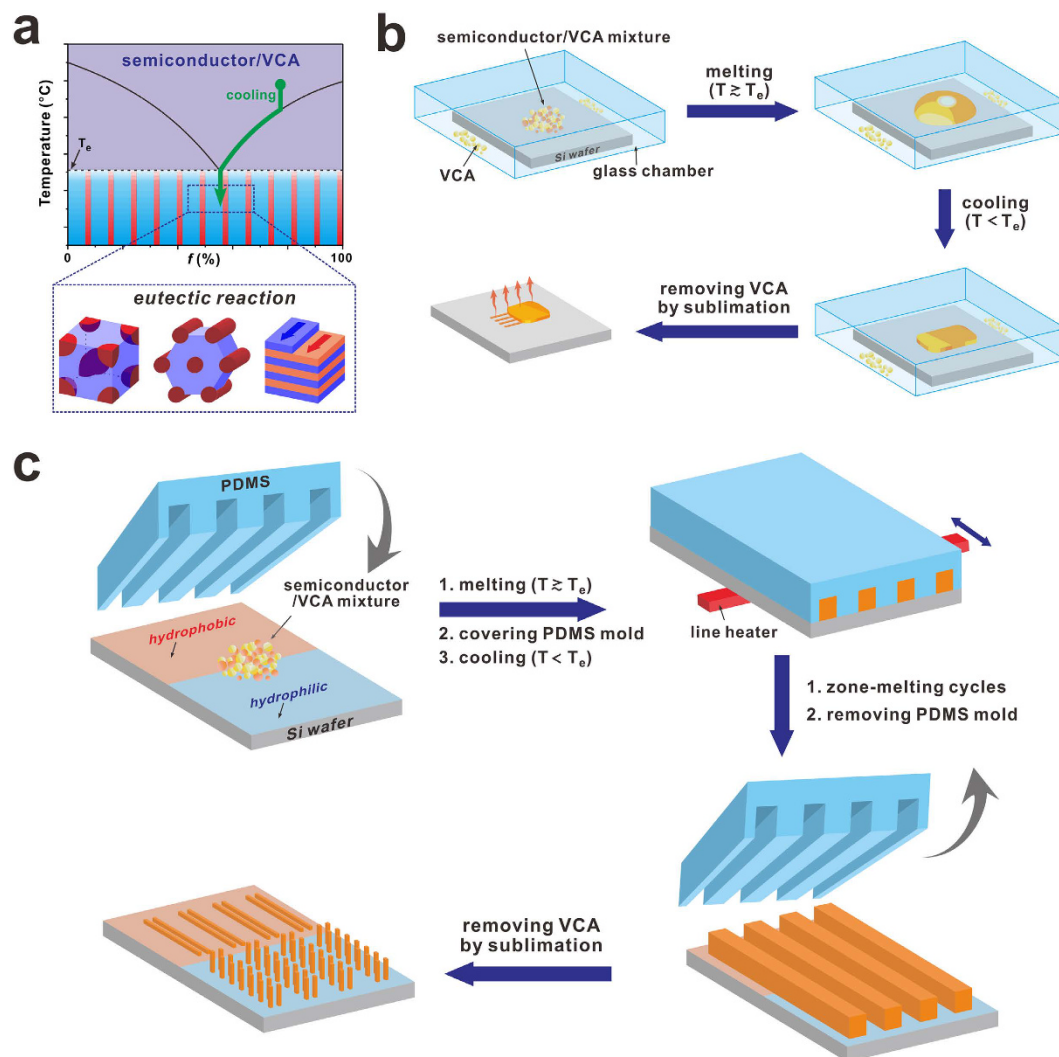 a
semiconductor/VCA
cooling
Tₑ
Temperature (°C)
0
f (%)
100
eutectic reaction
b
semiconductor/VCA
mixture
VCA
Si wafer
glass chamber
melting
(T ≳ Tₑ)
cooling
(T < Tₑ)
removing VCA
by sublimation
c
PDMS
semiconductor
/VCA mixture
hydrophobic
hydrophilic
Si wafer
1. melting (T ≳ Tₑ)
2. covering PDMS mold
3. cooling (T < Tₑ)
line heater
1. zone-melting cycles
2. removing PDMS mold
removing VCA
by sublimation